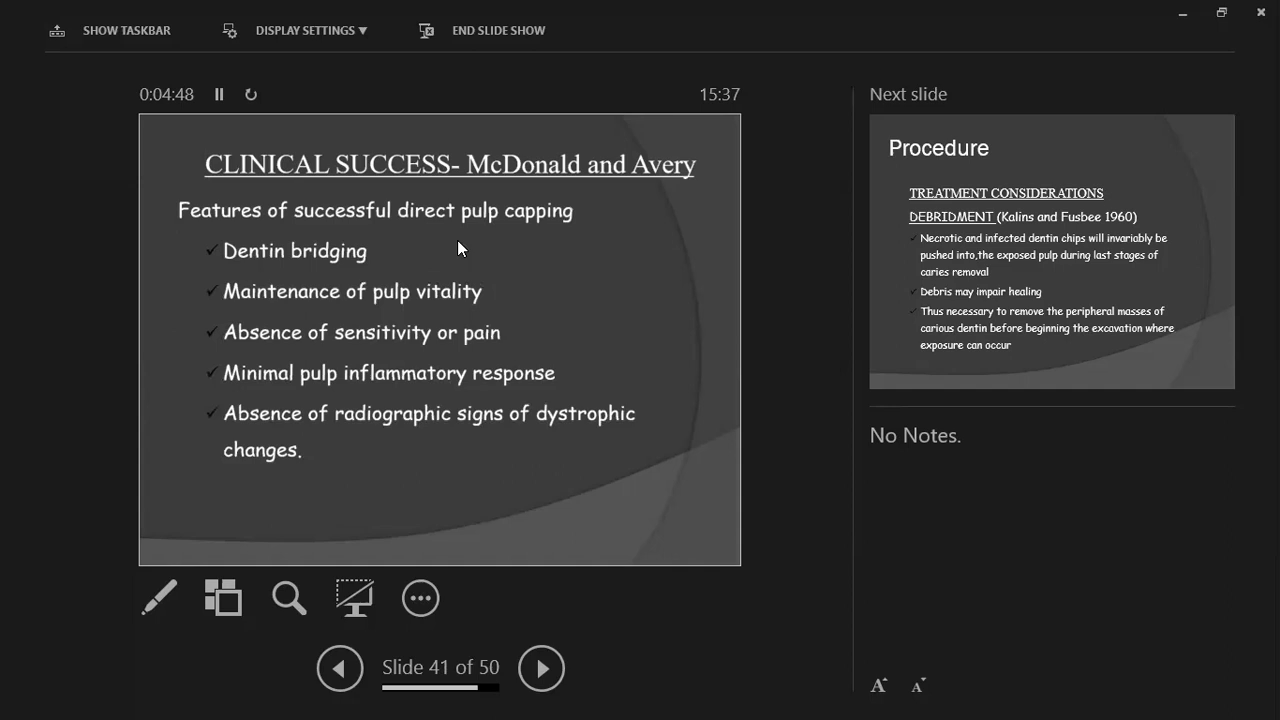 SHOW TASKBAR
DISPLAY SETTINGS ▼
END SLIDE SHOW
0:04:48
15:37
CLINICAL SUCCESS- McDonald and Avery
Features of successful direct pulp capping
✓ Dentin bridging
✓ Maintenance of pulp vitality
✓ Absence of sensitivity or pain
✓ Minimal pulp inflammatory response
✓ Absence of radiographic signs of dystrophic
changes.
Slide 41 of 50
Next slide
Procedure
TREATMENT CONSIDERATIONS
DEBRIDMENT (Kalins and Fusbee 1960)
✓ Necrotic and infected dentin chips will invariably be
pushed into,the exposed pulp during last stages of
caries removal
✓ Debris may impair healing
✓ Thus necessary to remove the peripheral masses of
carious dentin before beginning the excavation where
exposure can occur
No Notes.
A A